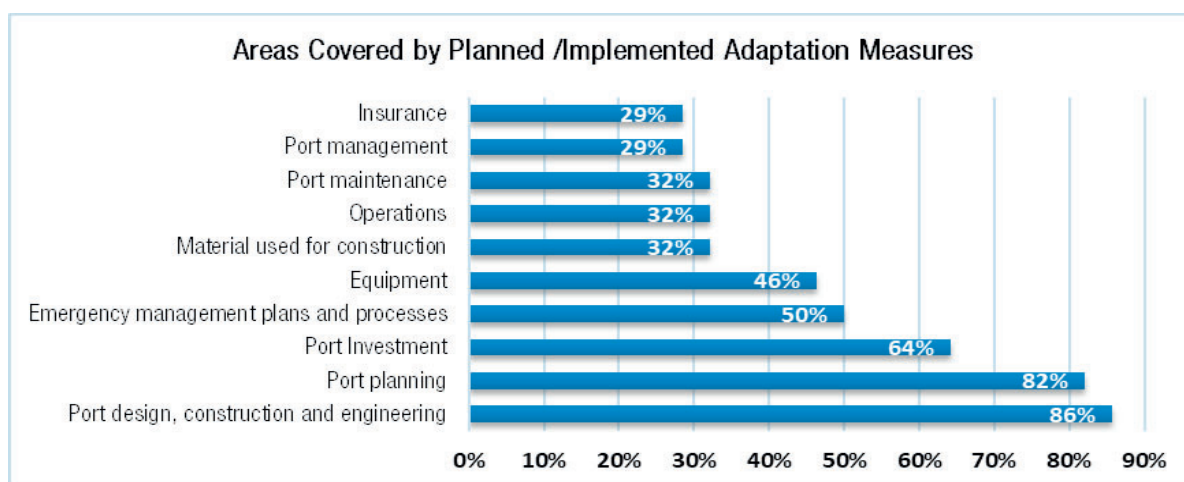 Areas Covered by Planned /Implemented Adaptation Measures
Insurance 29%
Port management 29%
Port maintenance 32%
Operations 32%
Material used for construction 32%
Equipment 46%
Emergency management plans and processes 50%
Port Investment 64%
Port planning 82%
Port design, construction and engineering 86%
0% 10% 20% 30% 40% 50% 60% 70% 80% 90%